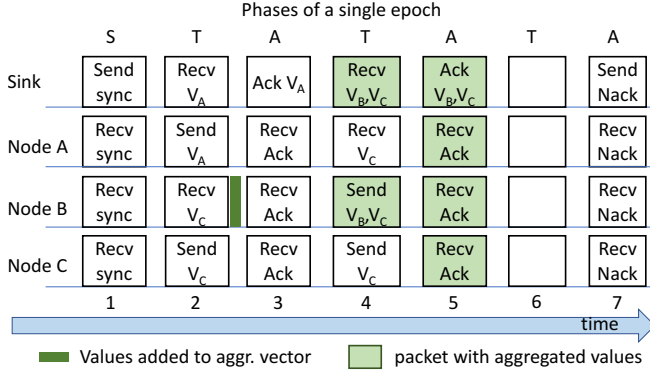 Phases of a single epoch
S T A T A T A
Sink
Send sync
Recv V_A
Ack V_A
Recv V_B,V_C
Ack V_B,V_C
Send Nack
Node A
Recv sync
Send V_A
Recv Ack
Recv V_C
Recv Ack
Recv Nack
Node B
Recv sync
Recv V_C
Recv Ack
Send V_B,V_C
Recv Ack
Recv Nack
Node C
Recv sync
Send V_C
Recv Ack
Send V_C
Recv Ack
Recv Nack
1 2 3 4 5 6 7
time
Values added to aggr. vector
packet with aggregated values